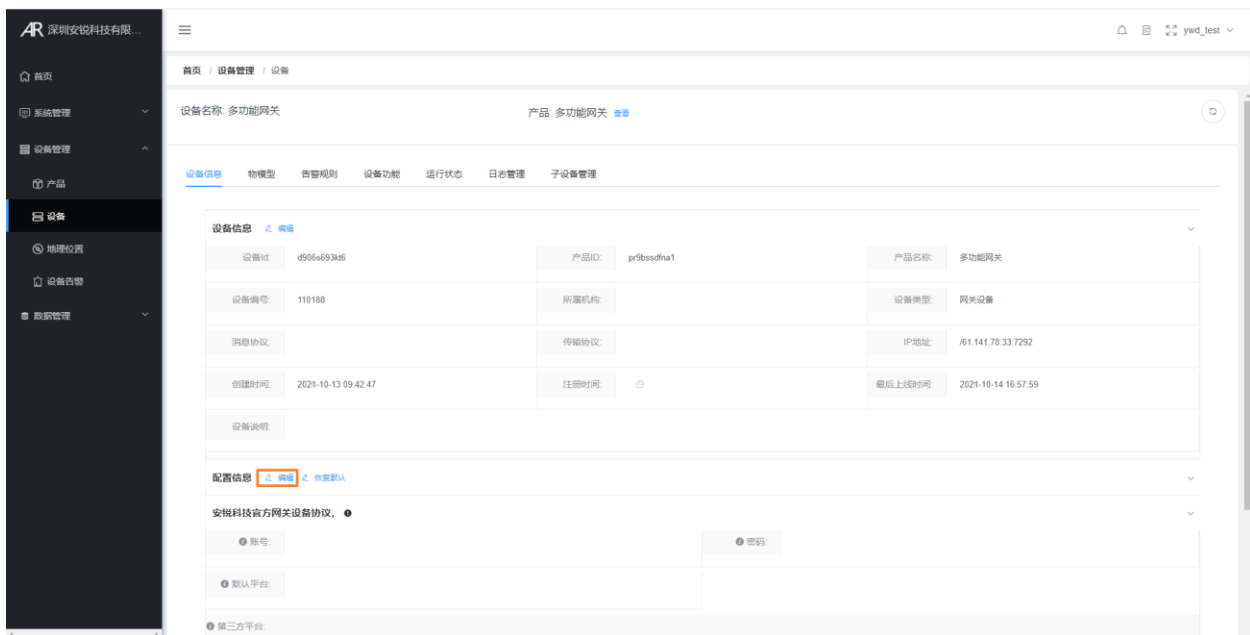 AR 深圳安锐科技有限...
ywd_test
首页
系统管理
设备管理
产品
设备
地理位置
设备告警
数据管理
首页 / 设备管理 / 设备
设备名称: 多功能网关 产品: 多功能网关 查看
设备信息 物模型 告警规则 设备功能 运行状态 日志管理 子设备管理
设备信息 编辑
设备Id: d906s693kt6 产品ID: pr9bssdfna1 产品名称: 多功能网关
设备编号: 110188 所属机构: 设备类型: 网关设备
消息协议: 传输协议: IP地址: /61.141.78.33:7292
创建时间: 2021-10-13 09:42:47 注册时间: 最后上线时间: 2021-10-14 16:57:59
设备说明:
配置信息 编辑 恢复默认
安锐科技官方网关设备协议,
账号: 密码:
默认平台:
第三方平台: